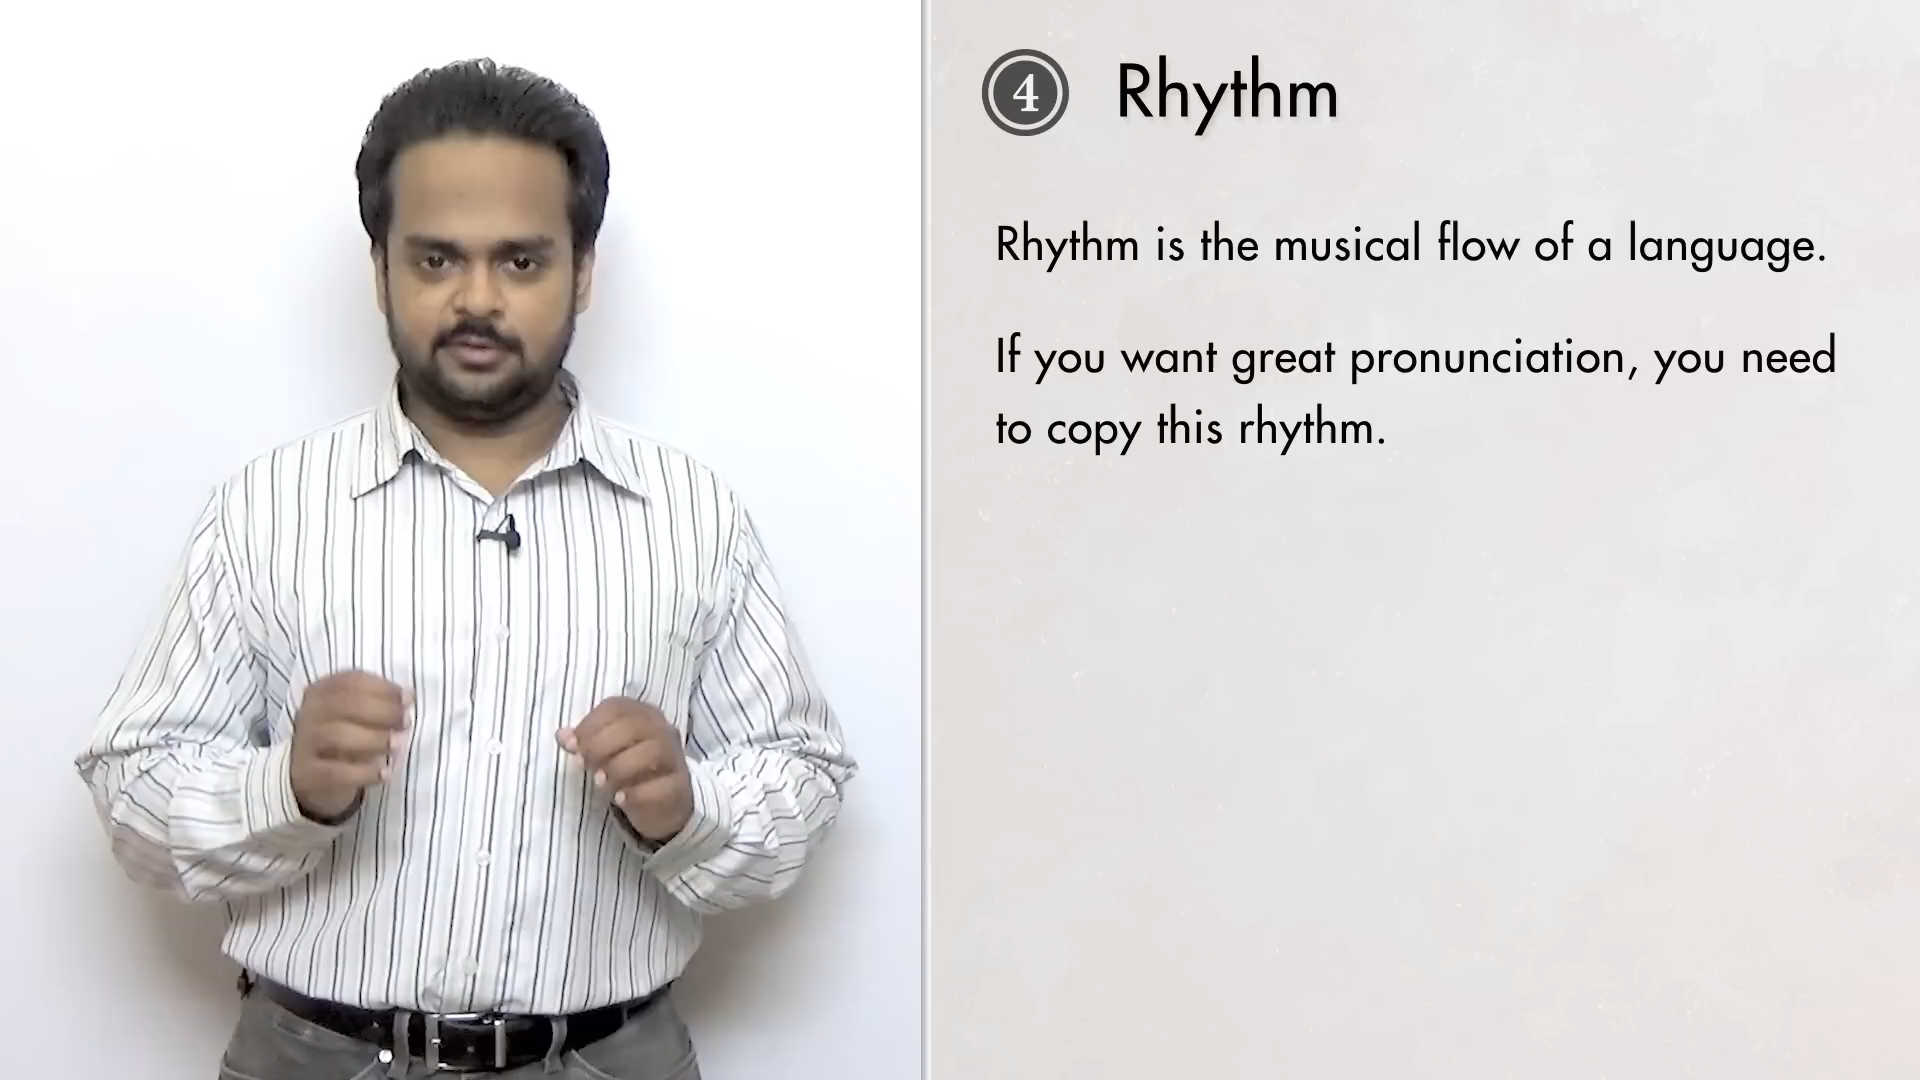 4 Rhythm
Rhythm is the musical flow of a language.
If you want great pronunciation, you need
to copy this rhythm.